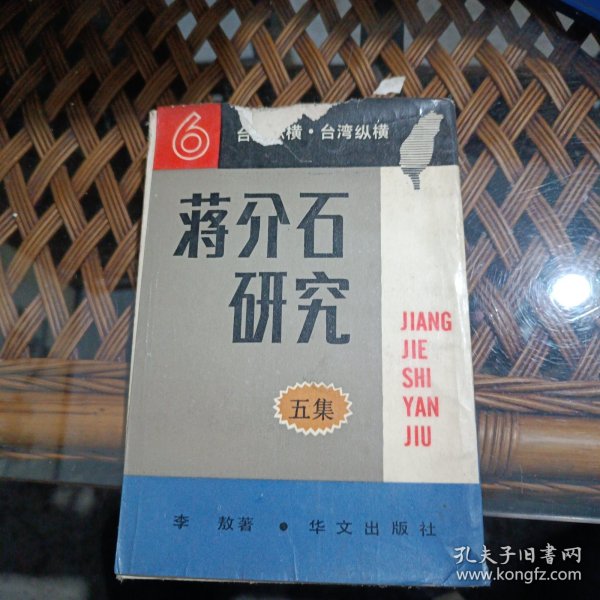 6
台 纵横·台湾纵横
蒋介石
研究
五集
JIANG
JIE
SHI
YAN
JIU
李 敖著 • 华文出版社
孔夫子旧书网
www.kongfz.com